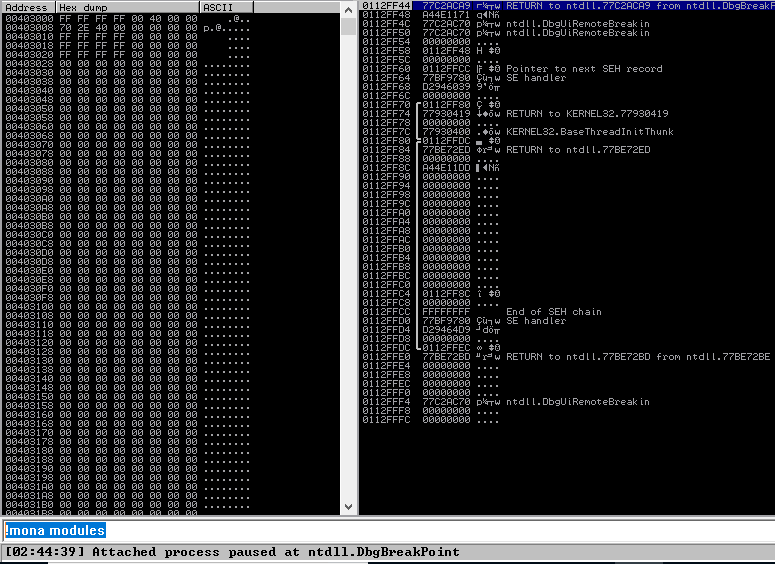 Address Hex dump ASCII
00403000 FF FF FF FF 00 40 00 00 .@..
00403008 70 2E 40 00 00 00 00 00 p.@.....
00403010 FF FF FF FF 00 00 00 00 ....
00403018 FF FF FF FF 00 00 00 00 ....
00403020 FF FF FF FF 00 00 00 00 ....
00403028 00 00 00 00 00 00 00 00 ........
00403030 00 00 00 00 00 00 00 00 ........
00403038 00 00 00 00 00 00 00 00 ........
00403040 00 00 00 00 00 00 00 00 ........
00403048 00 00 00 00 00 00 00 00 ........
00403050 00 00 00 00 00 00 00 00 ........
00403058 00 00 00 00 00 00 00 00 ........
00403060 00 00 00 00 00 00 00 00 ........
00403068 00 00 00 00 00 00 00 00 ........
00403070 00 00 00 00 00 00 00 00 ........
00403078 00 00 00 00 00 00 00 00 ........
00403080 00 00 00 00 00 00 00 00 ........
00403088 00 00 00 00 00 00 00 00 ........
00403090 00 00 00 00 00 00 00 00 ........
00403098 00 00 00 00 00 00 00 00 ........
004030A0 00 00 00 00 00 00 00 00 ........
004030A8 00 00 00 00 00 00 00 00 ........
004030B0 00 00 00 00 00 00 00 00 ........
004030B8 00 00 00 00 00 00 00 00 ........
004030C0 00 00 00 00 00 00 00 00 ........
004030C8 00 00 00 00 00 00 00 00 ........
004030D0 00 00 00 00 00 00 00 00 ........
004030D8 00 00 00 00 00 00 00 00 ........
004030E0 00 00 00 00 00 00 00 00 ........
004030E8 00 00 00 00 00 00 00 00 ........
004030F0 00 00 00 00 00 00 00 00 ........
004030F8 00 00 00 00 00 00 00 00 ........
00403100 00 00 00 00 00 00 00 00 ........
00403108 00 00 00 00 00 00 00 00 ........
00403110 00 00 00 00 00 00 00 00 ........
00403118 00 00 00 00 00 00 00 00 ........
00403120 00 00 00 00 00 00 00 00 ........
00403128 00 00 00 00 00 00 00 00 ........
00403130 00 00 00 00 00 00 00 00 ........
00403138 00 00 00 00 00 00 00 00 ........
00403140 00 00 00 00 00 00 00 00 ........
00403148 00 00 00 00 00 00 00 00 ........
00403150 00 00 00 00 00 00 00 00 ........
00403158 00 00 00 00 00 00 00 00 ........
00403160 00 00 00 00 00 00 00 00 ........
00403168 00 00 00 00 00 00 00 00 ........
00403170 00 00 00 00 00 00 00 00 ........
00403178 00 00 00 00 00 00 00 00 ........
00403180 00 00 00 00 00 00 00 00 ........
00403188 00 00 00 00 00 00 00 00 ........
00403190 00 00 00 00 00 00 00 00 ........
00403198 00 00 00 00 00 00 00 00 ........
004031A0 00 00 00 00 00 00 00 00 ........
004031A8 00 00 00 00 00 00 00 00 ........
004031B0 00 00 00 00 00 00 00 00 ........
004031B8 00 00 00 00 00 00 00 00 ........
0112FF44 77C2ACA9 RETURN to ntdll.77C2ACA9 from ntdll.DbgBreakP
0112FF48 A44E1171
0112FF4C 77C2AC70 ntdll.DbgUiRemoteBreakin
0112FF50 77C2AC70 ntdll.DbgUiRemoteBreakin
0112FF54 00000000 ....
0112FF58 0112FF48
0112FF5C 00000000 ....
0112FF60 0112FFCC Pointer to next SEH record
0112FF64 77BF9780 SE handler
0112FF68 D2946039
0112FF6C 00000000 ....
0112FF70 0112FF80
0112FF74 77930419 RETURN to KERNEL32.77930419
0112FF78 00000000 ....
0112FF7C 77930400 KERNEL32.BaseThreadInitThunk
0112FF80 0112FFDC
0112FF84 77BE72ED RETURN to ntdll.77BE72ED
0112FF88 00000000 ....
0112FF8C A44E11DD
0112FF90 00000000 ....
0112FF94 00000000 ....
0112FF98 00000000 ....
0112FF9C 00000000 ....
0112FFA0 00000000 ....
0112FFA4 00000000 ....
0112FFA8 00000000 ....
0112FFAC 00000000 ....
0112FFB0 00000000 ....
0112FFB4 00000000 ....
0112FFB8 00000000 ....
0112FFBC 00000000 ....
0112FFC0 00000000 ....
0112FFC4 0112FF8C
0112FFC8 00000000 ....
0112FFCC FFFFFFFF End of SEH chain
0112FFD0 77BF9780 SE handler
0112FFD4 D29464D9
0112FFD8 00000000 ....
0112FFDC 0112FFEC
0112FFE0 77BE72BD RETURN to ntdll.77BE72BD from ntdll.77BE72BE
0112FFE4 00000000 ....
0112FFE8 00000000 ....
0112FFEC 00000000 ....
0112FFF0 00000000 ....
0112FFF4 77C2AC70 ntdll.DbgUiRemoteBreakin
0112FFF8 00000000 ....
0112FFFC 00000000 ....
!mona modules
[02:44:39] Attached process paused at ntdll.DbgBreakPoint